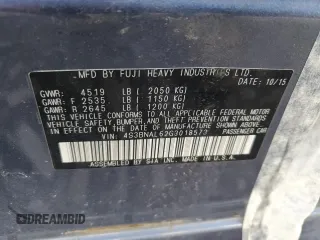 MFD BY FUJI HEAVY INDUSTRIES LTD.
DATE 10/15
GVWR: 4519 LB ( 2050 KG)
GAWR: F 2535 LB ( 1150 KG)
GAWR: R 2645 LB ( 1200 KG)
THIS VEHICLE CONFORMS TO ALL APPLICABLE
FEDERAL MOTOR VEHICLE SAFETY, BUMPER,
AND THEFT PREVENTION STANDARDS
IN EFFECT ON THE DATE OF
MANUFACTURE SHOWN ABOVE.
VIN: 4S3BNAL62G3018573 PASSENGER CAR
ASSEMBLED BY SIA, INC. MADE IN U.S.A.
DREAMBID